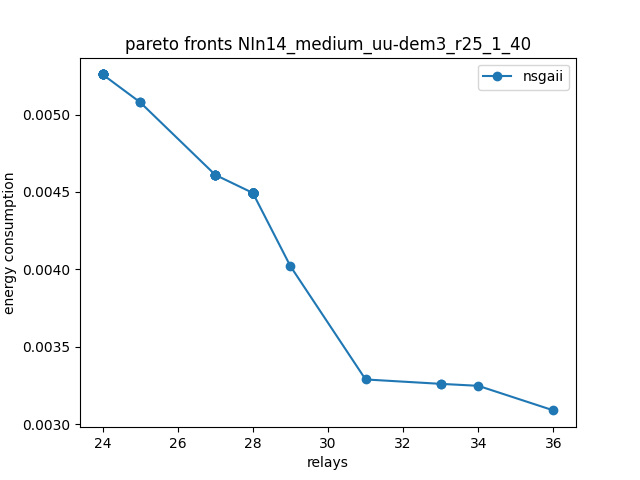 pareto fronts NIn14_medium_uu-dem3_r25_1_40
nsgaii
energy consumption
0.0050
0.0045
0.0040
0.0035
0.0030
24 26 28 30 32 34 36
relays